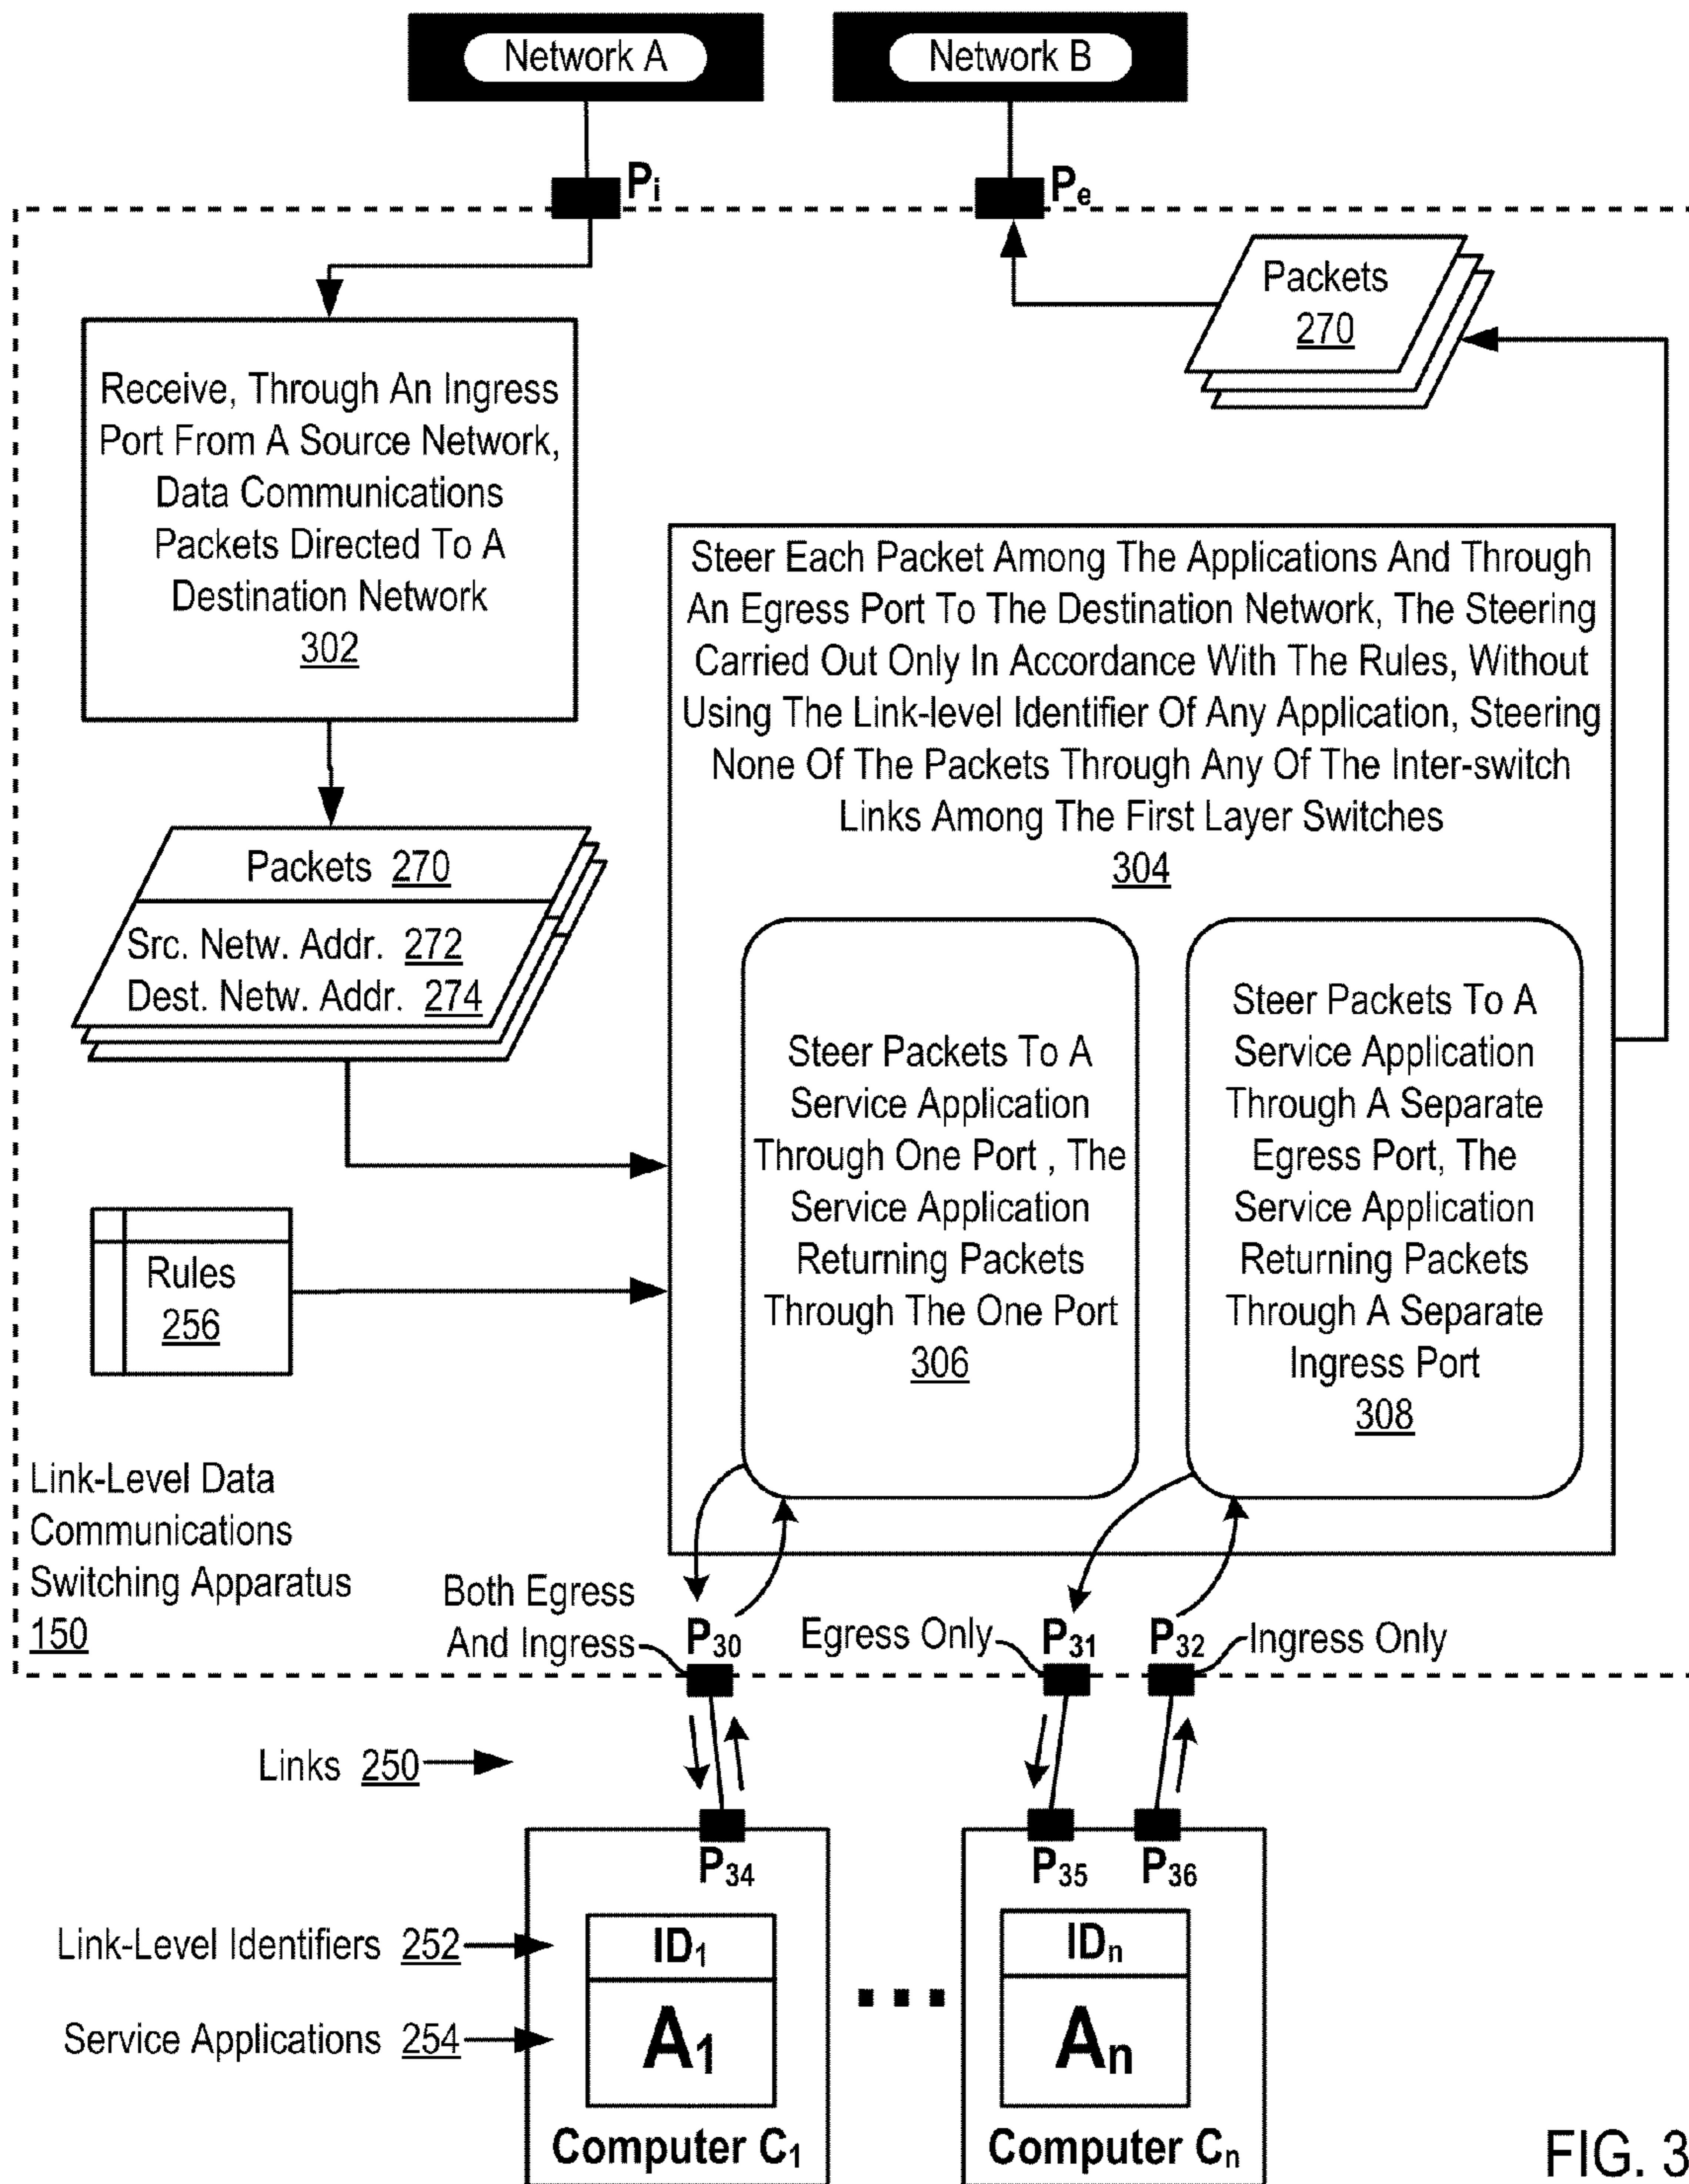 Network A
Network B
Pi
Pe
Packets
270
Receive, Through An Ingress
Port From A Source Network,
Data Communications
Packets Directed To A
Destination Network
302
Steer Each Packet Among The Applications And Through
An Egress Port To The Destination Network, The Steering
Carried Out Only In Accordance With The Rules, Without
Using The Link-level Identifier Of Any Application, Steering
None Of The Packets Through Any Of The Inter-switch
Links Among The First Layer Switches
304
Packets 270
Src. Netw. Addr. 272
Dest. Netw. Addr. 274
Steer Packets To A
Service Application
Through One Port , The
Service Application
Returning Packets
Through The One Port
306
Steer Packets To A
Service Application
Through A Separate
Egress Port, The
Service Application
Returning Packets
Through A Separate
Ingress Port
308
Rules
256
Link-Level Data
Communications
Switching Apparatus
150
Both Egress
And Ingress
P30
Egress Only
P31
P32
Ingress Only
Links 250
P34
P35
P36
Link-Level Identifiers 252
ID1
IDn
Service Applications 254
A1
An
Computer C1
Computer Cn
FIG. 3